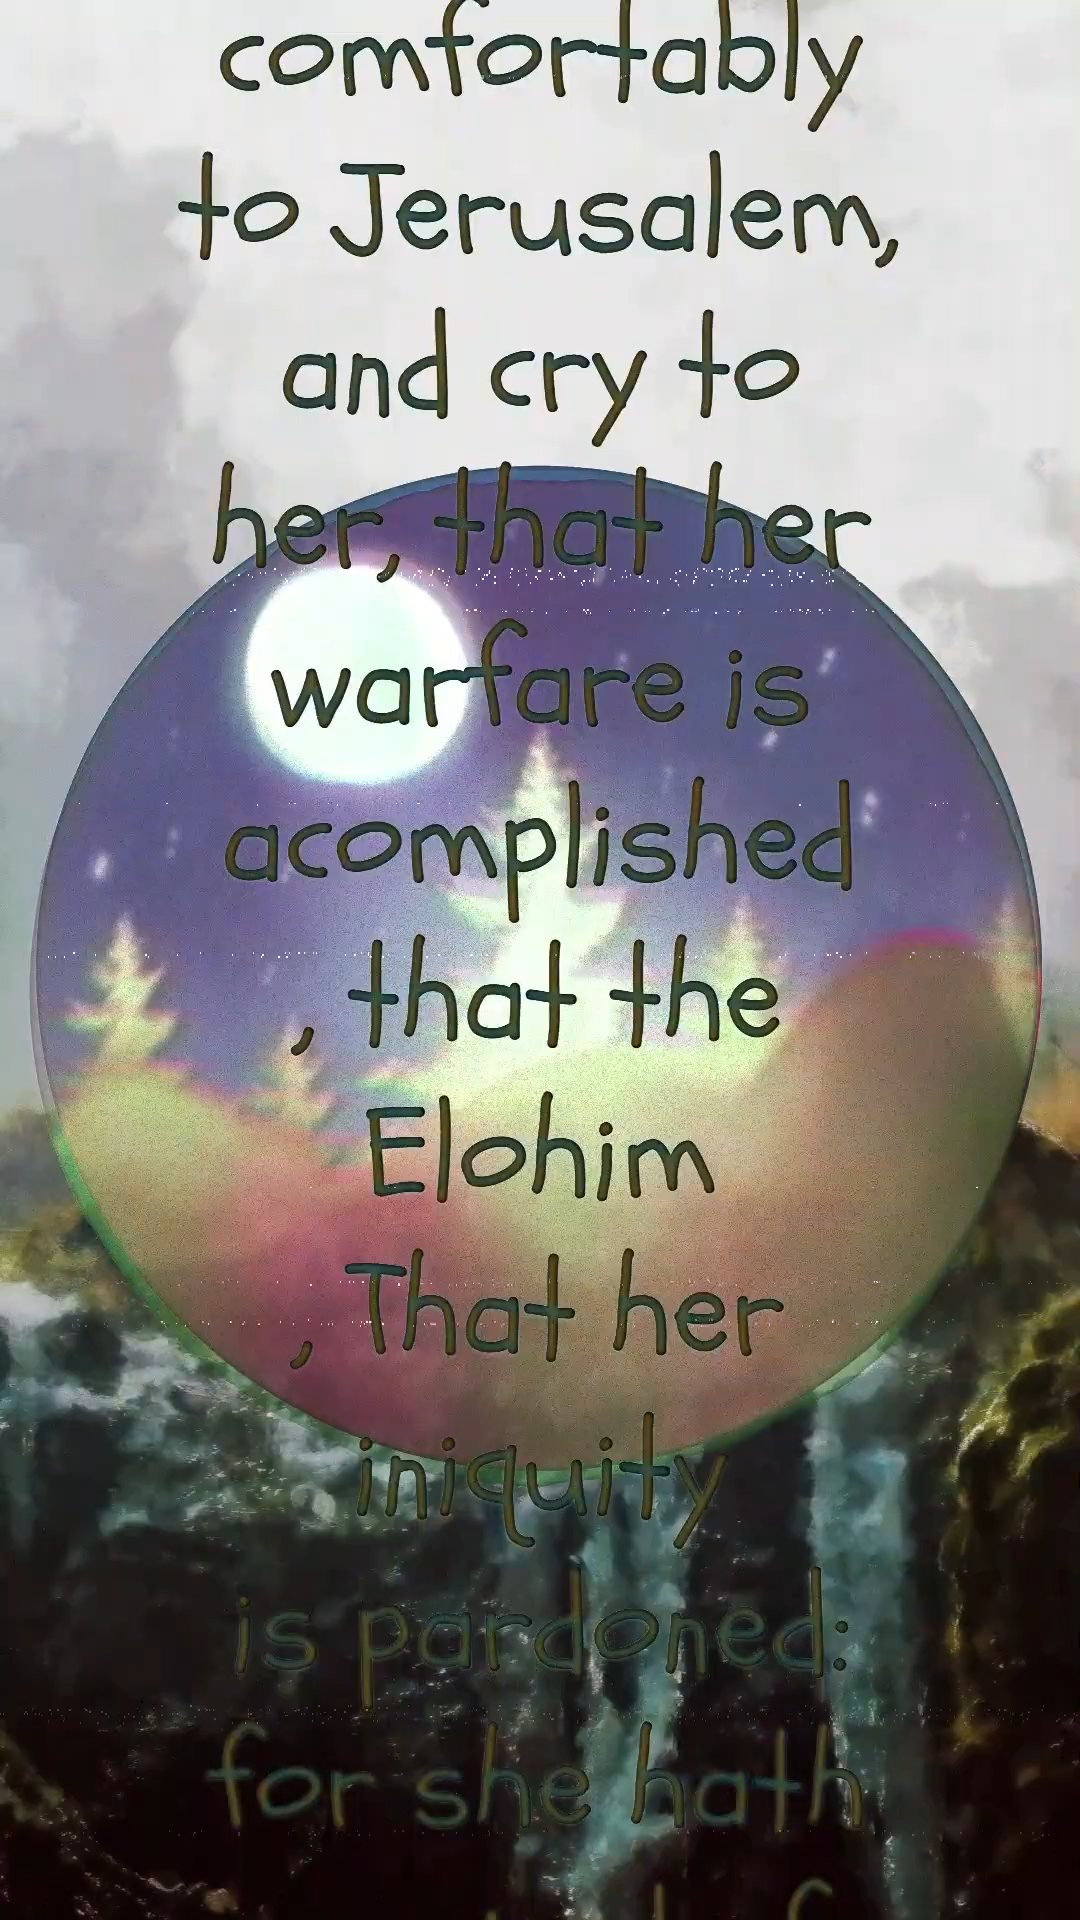 comfortably
to Jerusalem,
and cry to
her, that her
warfare is
acomplished
, that the
Elohim
, That her
iniquity
is pardoned:
for she hath